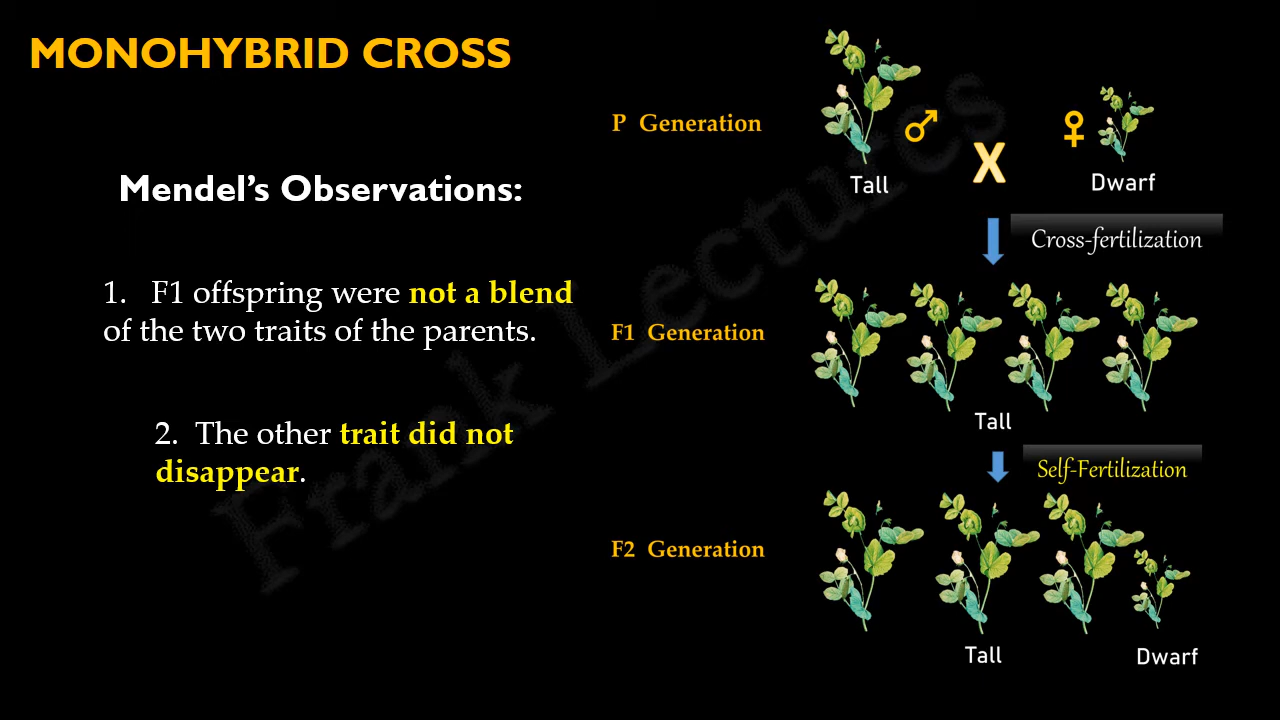 MONOHYBRID CROSS
Mendel's Observations:
1. F1 offspring were not a blend
of the two traits of the parents.
2. The other trait did not
disappear.
P Generation
♂
X
♀
Tall
Dwarf
Cross-fertilization
F1 Generation
Tall
Self-Fertilization
F2 Generation
Tall
Dwarf
Frank Lectures